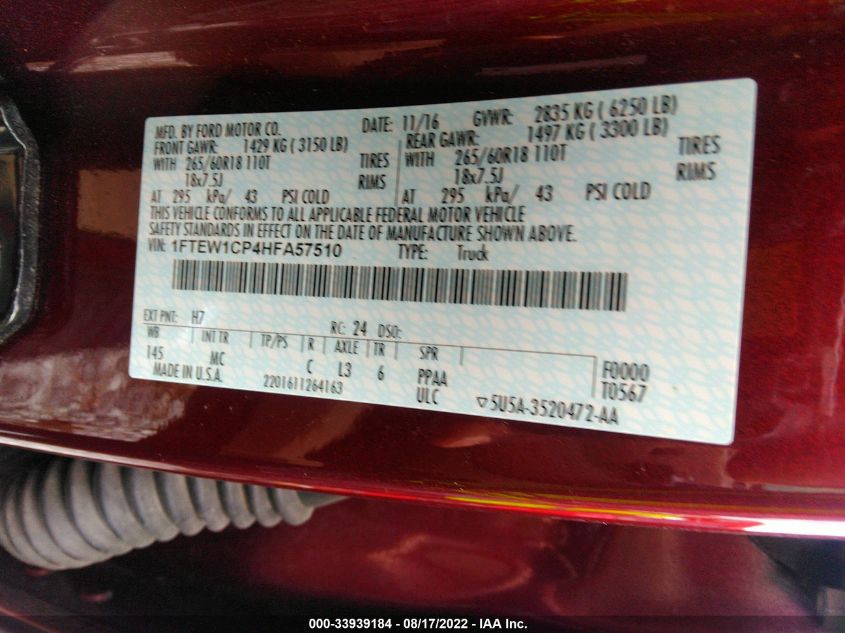 MFD. BY FORD MOTOR CO. DATE: 11/16 GVWR: 2835 KG ( 6250 LB)
FRONT GAWR: 1429 KG ( 3150 LB) REAR GAWR: 1497 KG ( 3300 LB)
WITH 265/60R18 110T TIRES WITH 265/60R18 110T TIRES
18x7.5J RIMS 18x7.5J RIMS
AT 295 kPa/ 43 PSI COLD AT 295 kPa/ 43 PSI COLD
THIS VEHICLE CONFORMS TO ALL APPLICABLE FEDERAL MOTOR VEHICLE
SAFETY STANDARDS IN EFFECT ON THE DATE OF MANUFACTURE SHOWN ABOVE.
VIN: 1FTEW1CP4HFA57510 TYPE: Truck
EXT PNT: H7 RC: 24 DSO:
WB INT TR TP/PS R AXLE TR SPR
145 MC C L3 6 PPAA F0000
MADE IN U.S.A. 2201611264163 ULC T0567
▽5U5A-3520472-AA
000-33939184 - 08/17/2022 - IAA Inc.